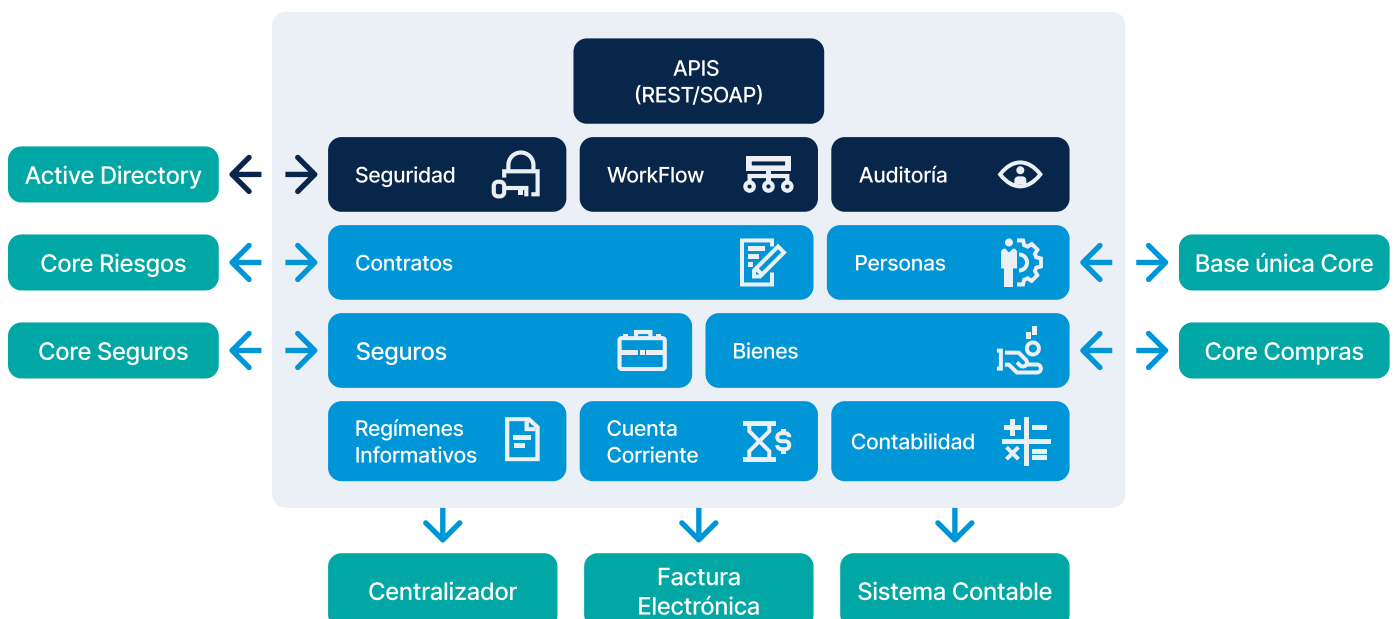 APIS
(REST/SOAP)
Active Directory
Seguridad
WorkFlow
Auditoría
Core Riesgos
Contratos
Personas
Base única Core
Core Seguros
Seguros
Bienes
Core Compras
Regímenes
Informativos
Cuenta
Corriente
Contabilidad
Centralizador
Factura
Electrónica
Sistema Contable